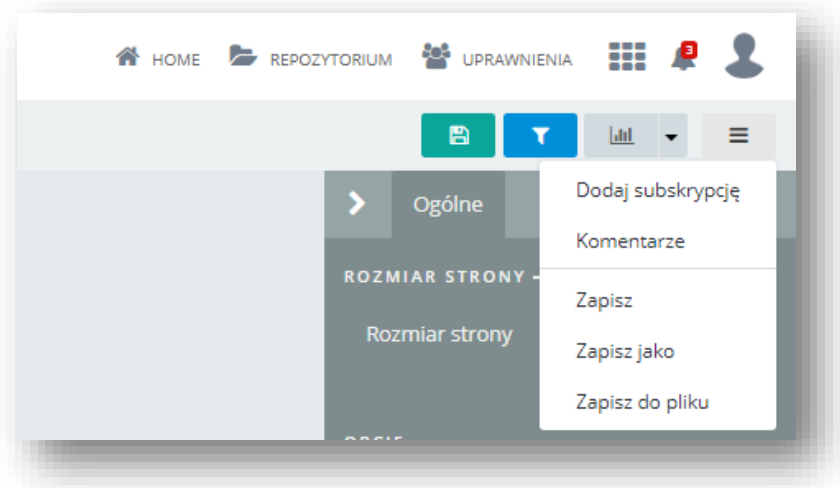 HOME REPOZYTORIUM UPRAWNIENIA 3
Ogólne
Dodaj subskrypcję
Komentarze
ROZMIAR STRONY
Zapisz
Rozmiar strony
Zapisz jako
Zapisz do pliku